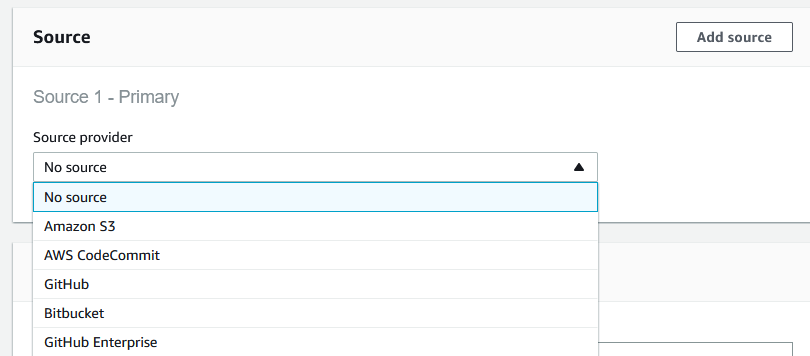 Source
Add source
Source 1 - Primary
Source provider
No source
No source
Amazon S3
AWS CodeCommit
GitHub
Bitbucket
GitHub Enterprise